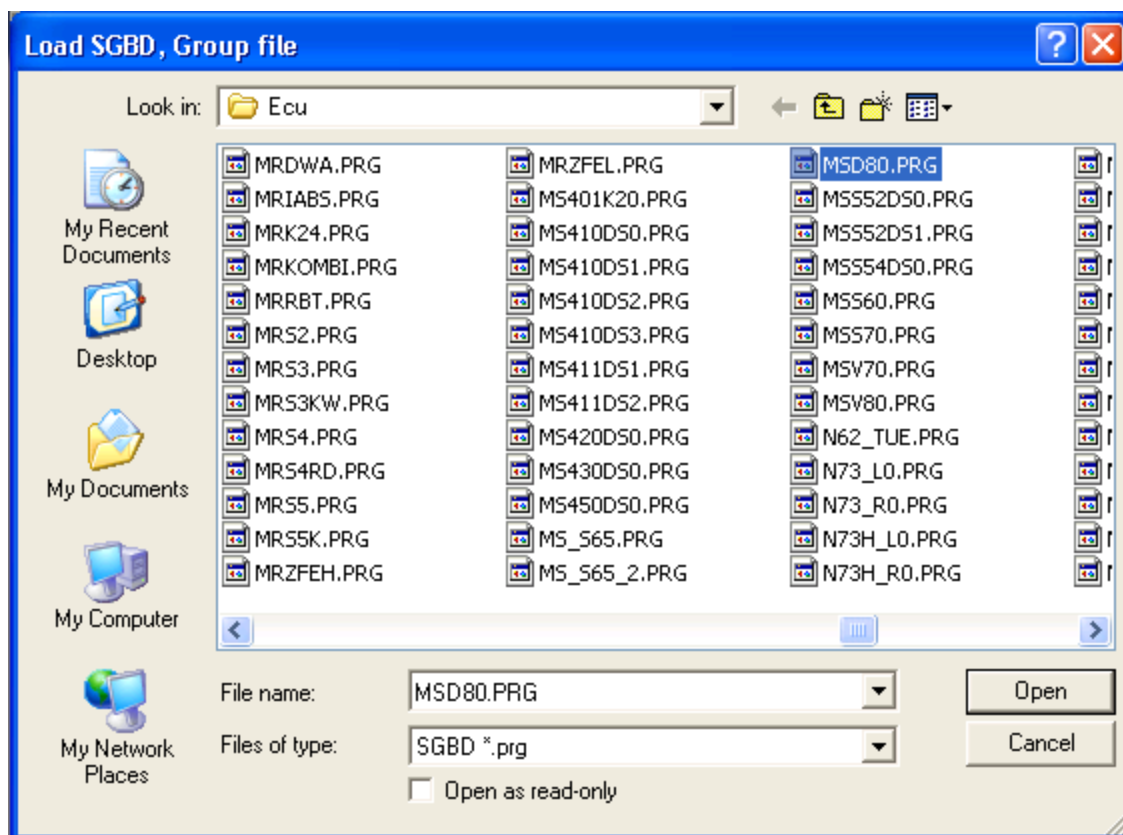 Load SGBD, Group file
Look in:
Ecu
My Recent
Documents
Desktop
My Documents
My Computer
My Network
Places
MRDWA.PRG
MRIABS.PRG
MRK24.PRG
MRKOMBI.PRG
MRRBT.PRG
MRS2.PRG
MRS3.PRG
MRS3KW.PRG
MRS4.PRG
MRS4RD.PRG
MRS5.PRG
MRS5K.PRG
MRZFEH.PRG
MRZFEL.PRG
MS401K20.PRG
MS410DS0.PRG
MS410DS1.PRG
MS410DS2.PRG
MS410DS3.PRG
MS411DS1.PRG
MS411DS2.PRG
MS420DS0.PRG
MS430DS0.PRG
MS450DS0.PRG
MS_S65.PRG
MS_S65_2.PRG
MSD80.PRG
MSS52DS0.PRG
MSS52DS1.PRG
MSS54DS0.PRG
MSS60.PRG
MSS70.PRG
MSV70.PRG
MSV80.PRG
N62_TUE.PRG
N73_L0.PRG
N73_R0.PRG
N73H_L0.PRG
N73H_R0.PRG
File name:
MSD80.PRG
Open
Files of type:
SGBD *.prg
Cancel
Open as read-only